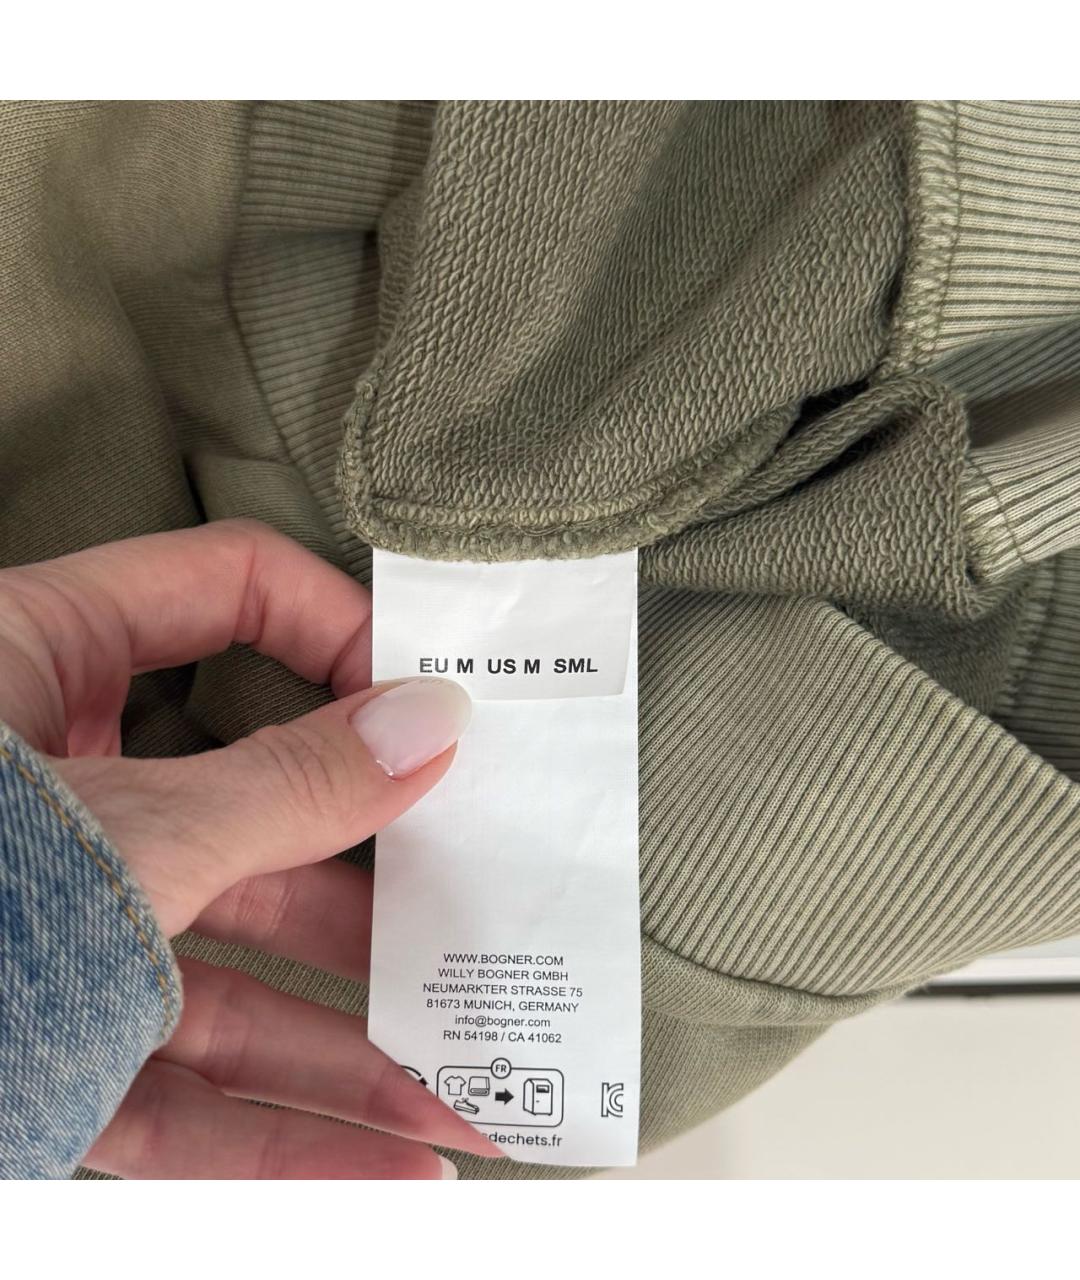 EU M US M SML
WWW.BOGNER.COM
WILLY BOGNER GMBH
NEUMARKTER STRASSE 75
81673 MUNICH, GERMANY
info@bogner.com
RN 54198 / CA 41062
FR
sdechets.fr